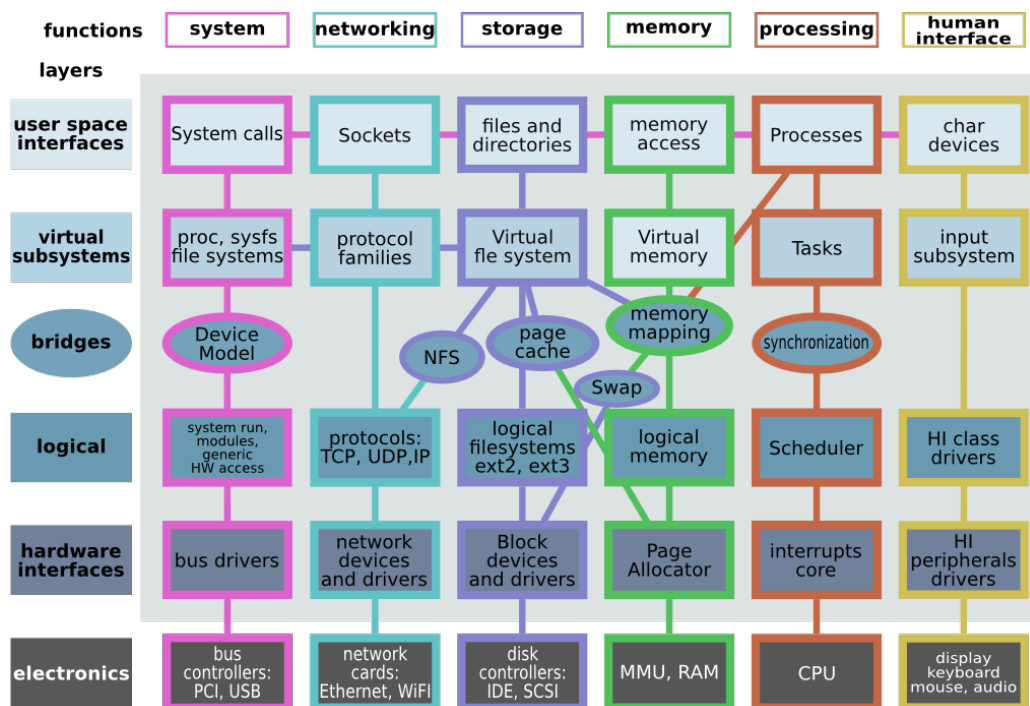 functions
system
networking
storage
memory
processing
human
interface
layers
user space
interfaces
System calls
Sockets
files and
directories
memory
access
Processes
char
devices
virtual
subsystems
proc, sysfs
file systems
protocol
families
Virtual
fle system
Virtual
memory
Tasks
input
subsystem
bridges
Device
Model
NFS
page
cache
memory
mapping
synchronization
Swap
logical
system run,
modules,
generic
HW access
protocols:
TCP, UDP,IP
logical
filesystems
ext2, ext3
logical
memory
Scheduler
HI class
drivers
hardware
interfaces
bus drivers
network
devices
and drivers
Block
devices
and drivers
Page
Allocator
interrupts
core
HI
peripherals
drivers
electronics
bus
controllers:
PCI, USB
network
cards:
Ethernet, WiFI
disk
controllers:
IDE, SCSI
MMU, RAM
CPU
display
keyboard
mouse, audio